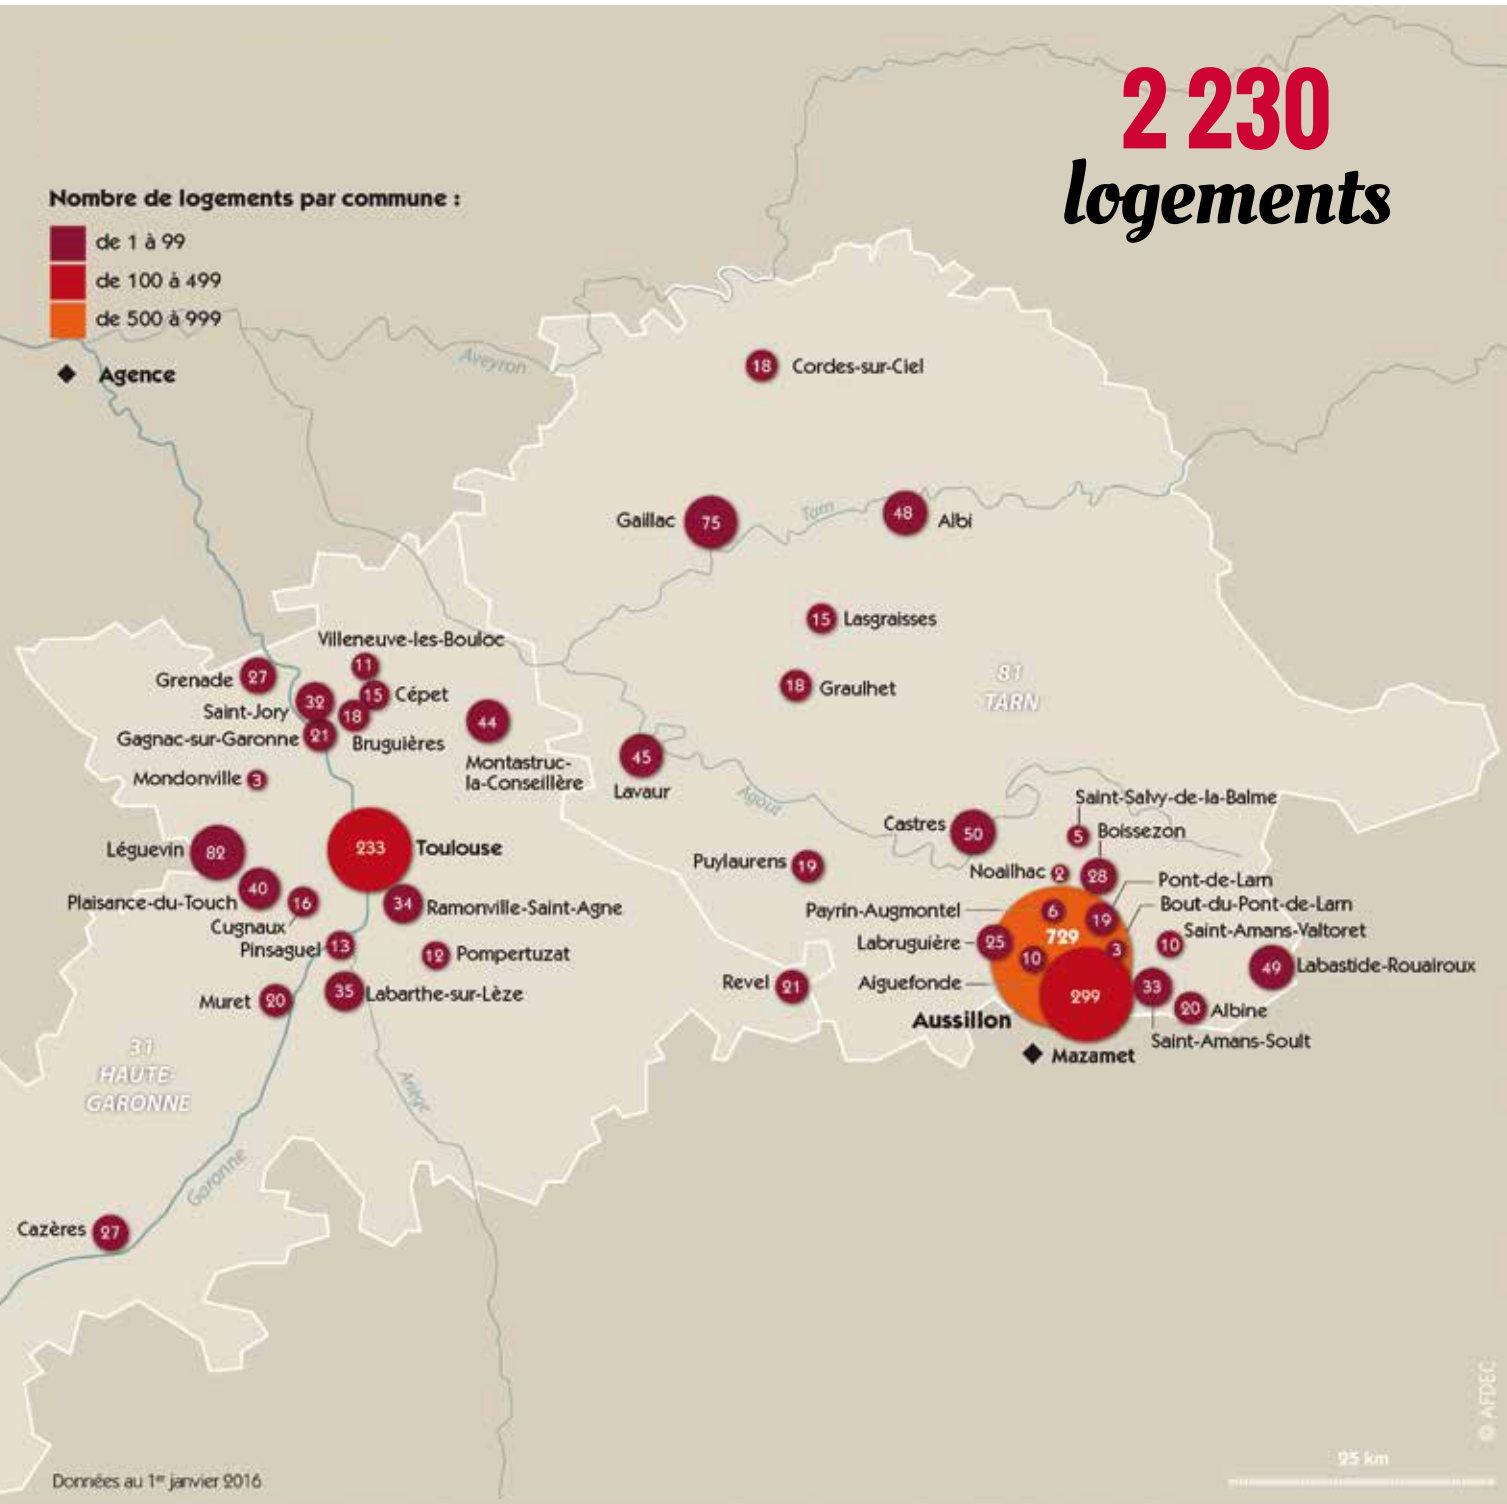 2 230
logements
Nombre de logements par commune :
de 1 à 99
de 100 à 499
de 500 à 999
Agence
Aveyron
18 Cordes-sur-Ciel
Gaillac 75
Tarn
48 Albi
15 Lasgraisses
18 Graulhet
81
TARN
Villeneuve-les-Bouloc
11
Grenade 27
15 Cépet
Saint-Jory 32
18
Bruguières
Gagnac-sur-Garonne 21
44
Montastruc-
la-Conseillère
45
Lavaur
Mondonville 3
Agout
Saint-Salvy-de-la-Balme
5
Castres 50
Boissezon
28
Léguevin 82
233 Toulouse
Puylaurens 19
Noailhac 2
Pont-de-Larn
19
Plaisance-du-Touch 40
16
Cugnaux
34 Ramonville-Saint-Agne
Payrin-Augmontel 6
Bout-du-Pont-de-Larn
3
729
Saint-Amans-Valtoret
10
Pinsaguel 13
12 Pompertuzat
Labruguière 25
10
49 Labastide-Rouairoux
Muret 20
35 Labarthe-sur-Lèze
Revel 21
Aiguefonde
299
33
20 Albine
Aussillon
Saint-Amans-Soult
Mazamet
31
HAUTE-
GARONNE
Ariège
Garonne
Cazères 27
© AFDEC
25 km
Données au 1er janvier 2016